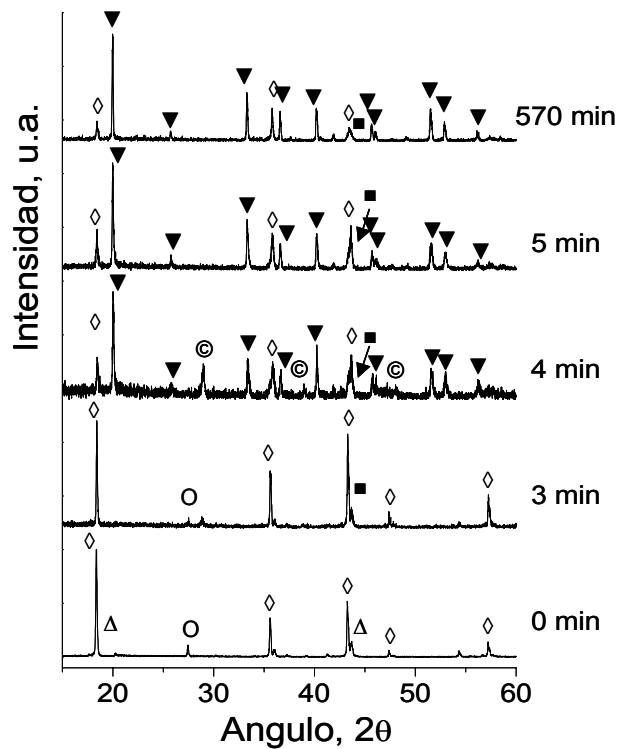 Intensidad, u.a.
570 min
5 min
©
©
©
4 min
O
3 min
Δ
O
Δ
0 min
20 30 40 50 60
Angulo, 2θ